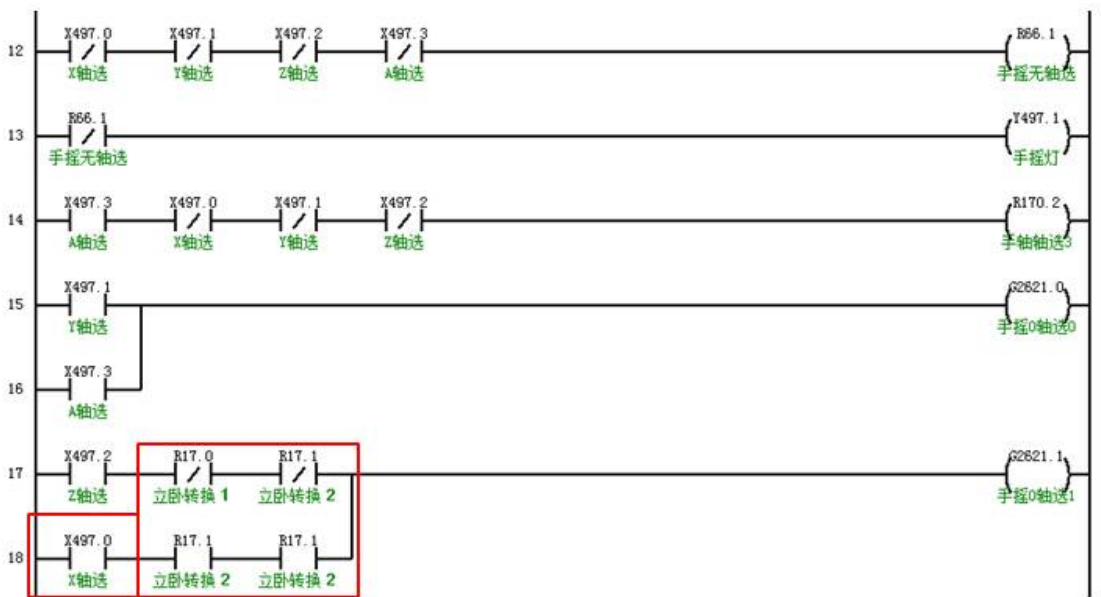 X497.0 X497.1 X497.2 X497.3 R66.1
12
X轴选 Y轴选 Z轴选 A轴选 手摇无轴选
R66.1 Y497.1
13
手摇无轴选 手摇灯
X497.3 X497.0 X497.1 X497.2 R170.2
14
A轴选 X轴选 Y轴选 Z轴选 手轴轴选3
X497.1 G2621.0
15
Y轴选 手摇0轴选0
X497.3
16
A轴选
X497.2 R17.0 R17.1 G2621.1
17
Z轴选 立卧转换 1 立卧转换 2 手摇0轴选1
X497.0 R17.1 R17.1
18
X轴选 立卧转换 2 立卧转换 2